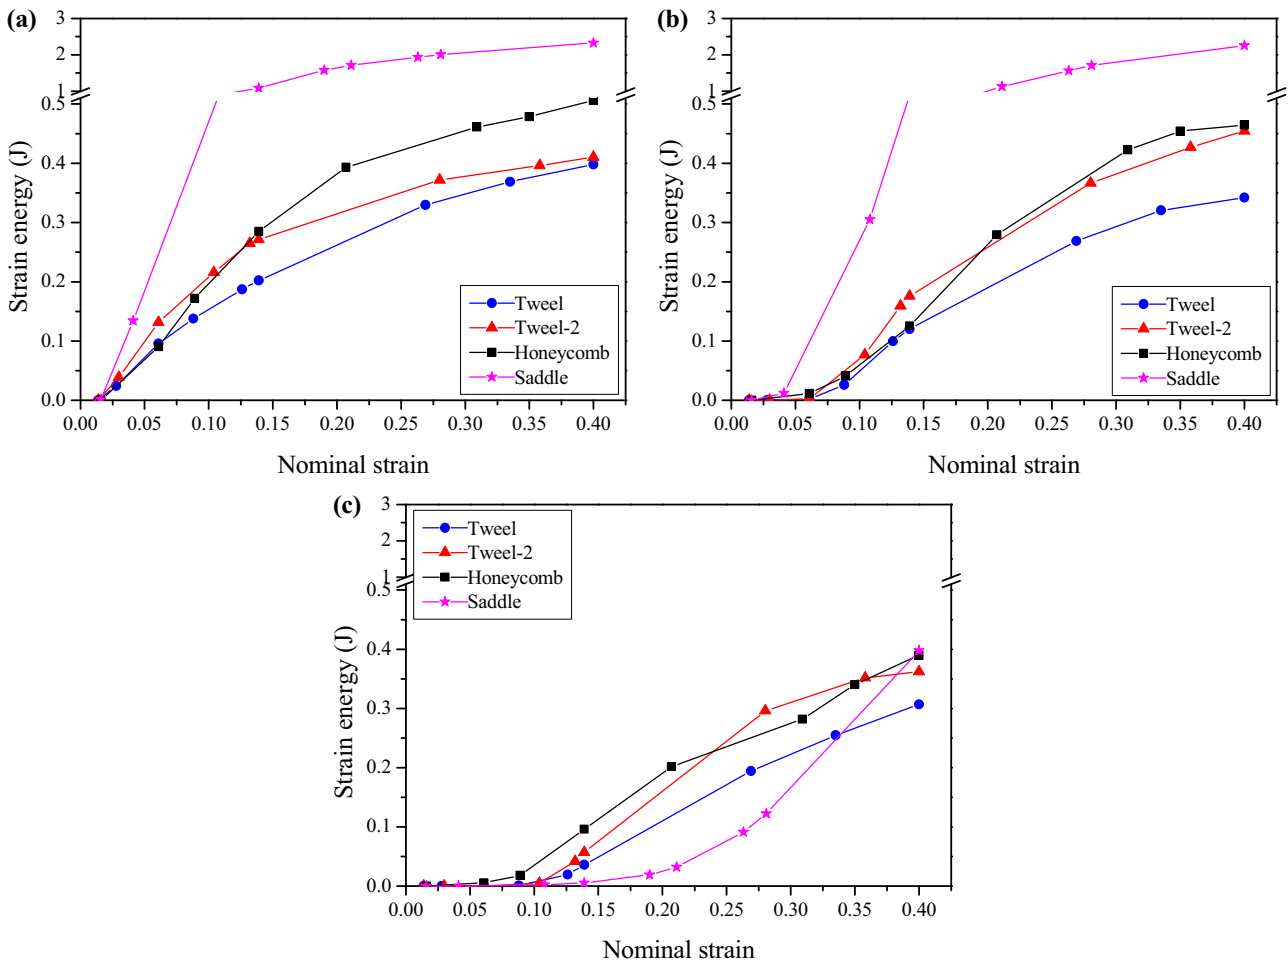 (a)
Strain energy (J)
3
2
1
0.5
0.4
0.3
0.2
0.1
0.0
0.00 0.05 0.10 0.15 0.20 0.25 0.30 0.35 0.40
Nominal strain
Tweel
Tweel-2
Honeycomb
Saddle
(b)
Strain energy (J)
3
2
1
0.5
0.4
0.3
0.2
0.1
0.0
0.00 0.05 0.10 0.15 0.20 0.25 0.30 0.35 0.40
Nominal strain
Tweel
Tweel-2
Honeycomb
Saddle
(c)
Strain energy (J)
3
2
1
0.5
0.4
0.3
0.2
0.1
0.0
0.00 0.05 0.10 0.15 0.20 0.25 0.30 0.35 0.40
Nominal strain
Tweel
Tweel-2
Honeycomb
Saddle